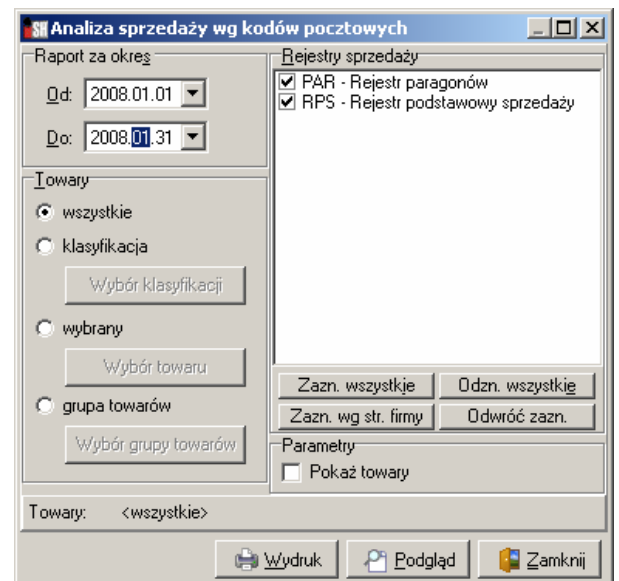 SH Analiza sprzedaży wg kodów pocztowych
Raport za okres
Od: 2008.01.01
Do: 2008.01.31
Towary
wszystkie
klasyfikacja
Wybór klasyfikacji
wybrany
Wybór towaru
grupa towarów
Wybór grupy towarów
Rejestry sprzedaży
PAR - Rejestr paragonów
RPS - Rejestr podstawowy sprzedaży
Zazn. wszystkie Odzn. wszystkie
Zazn. wg str. firmy Odwróć zazn.
Parametry
Pokaż towary
Towary: <wszystkie>
Wydruk Podgląd Zamknij